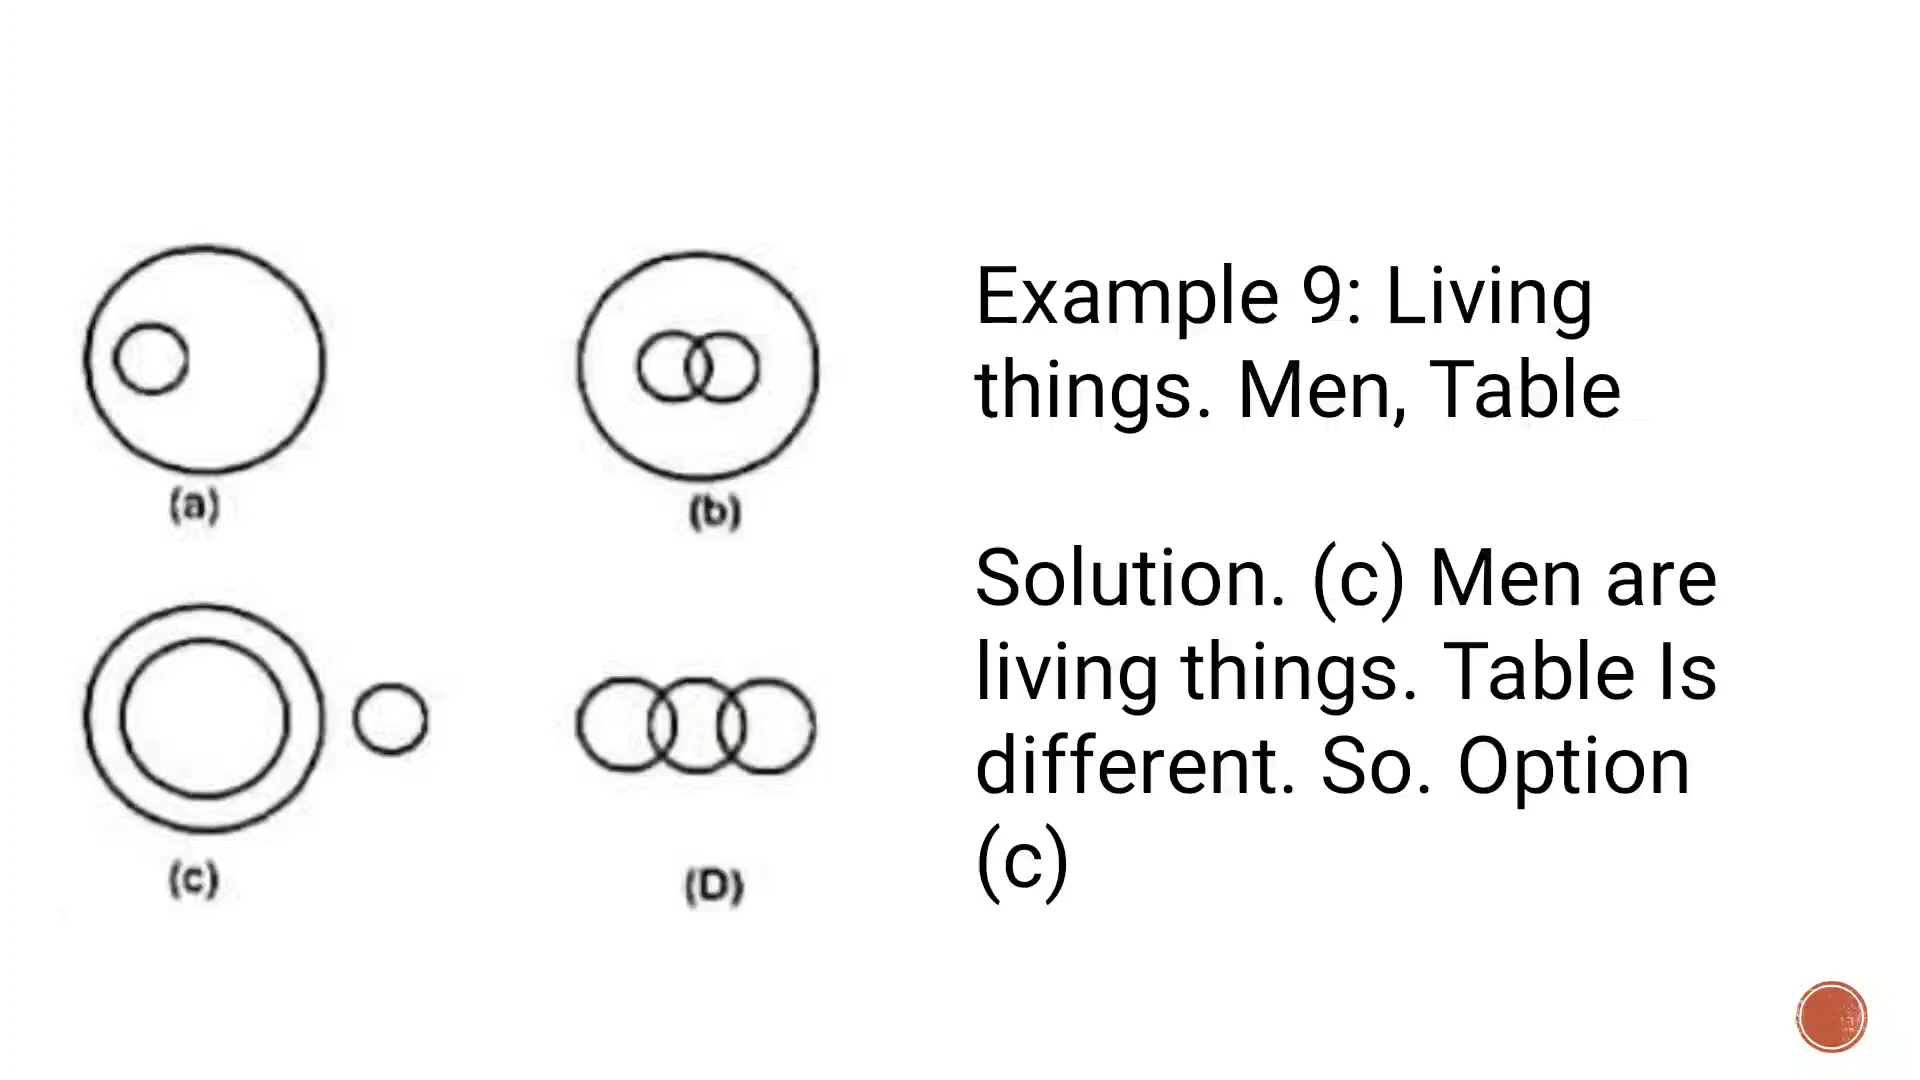 (a)
(b)
(c)
(D)
Example 9: Living
things. Men, Table
Solution. (c) Men are
living things. Table Is
different. So. Option
(c)